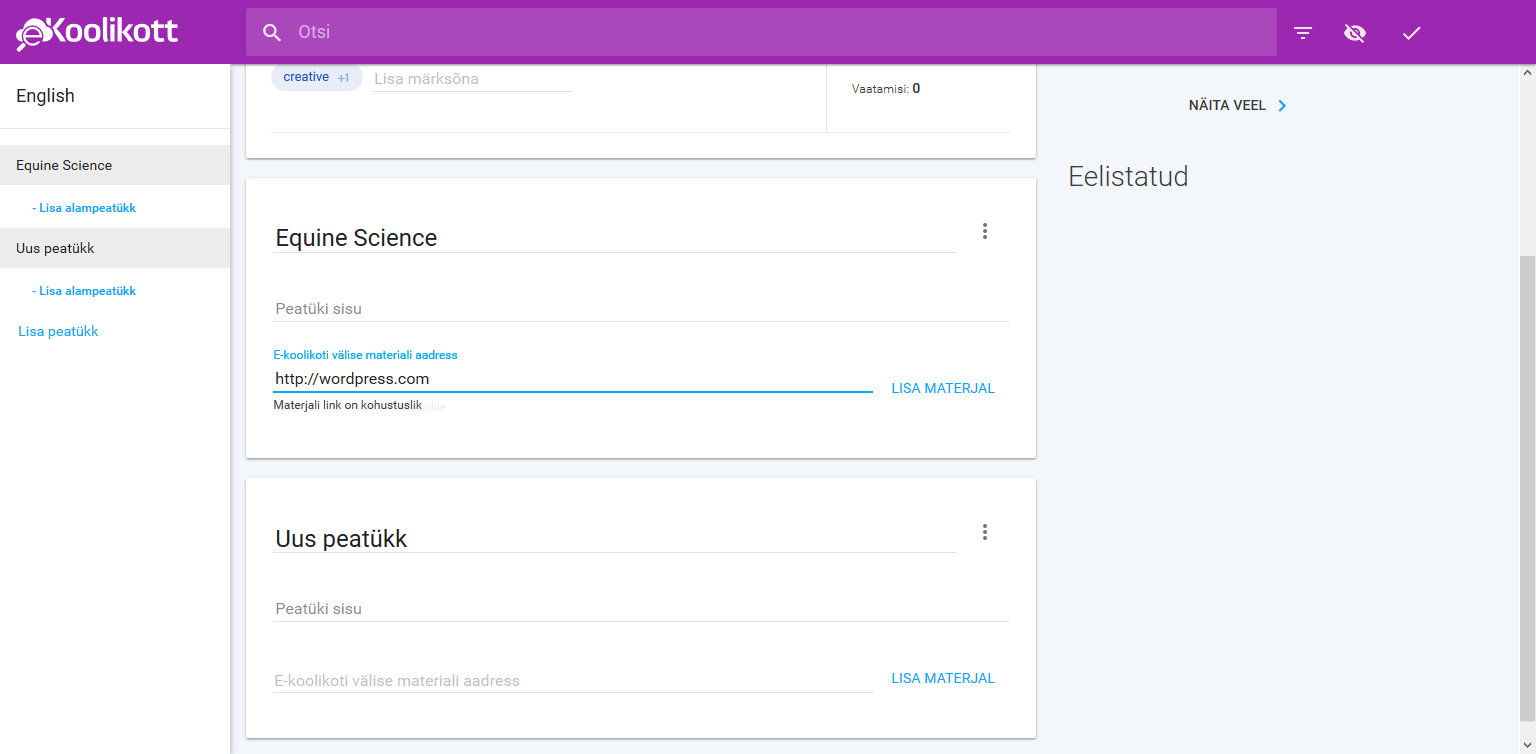 eKoolikott
Otsi
English
Equine Science
- Lisa alampeatükk
Uus peatükk
- Lisa alampeatükk
Lisa peatükk
creative +1
Lisa märksõna
Vaatamisi: 0
NÄITA VEEL
Eelistatud
Equine Science
Peatüki sisu
E-koolikoti välise materiali aadress
http://wordpress.com
LISA MATERJAL
Materjali link on kohustuslik
Uus peatükk
Peatüki sisu
E-koolikoti välise materiali aadress
LISA MATERJAL